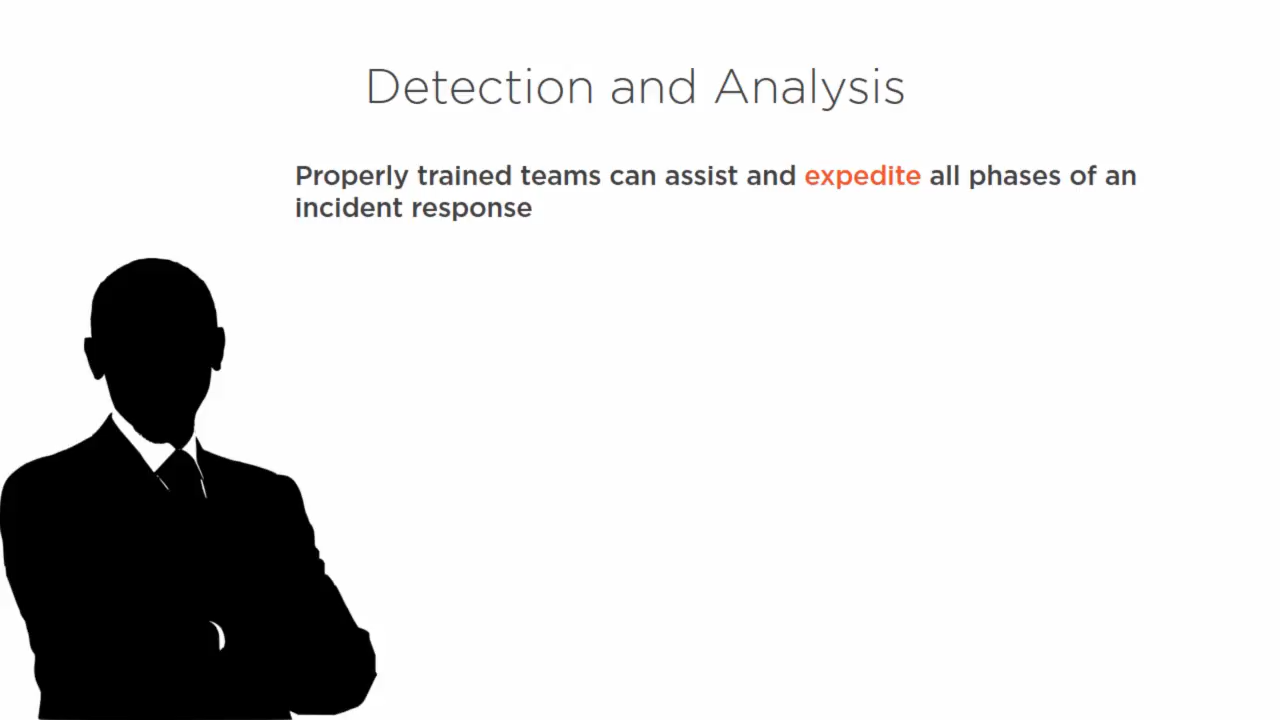 Detection and Analysis
Properly trained teams can assist and expedite all phases of an
incident response